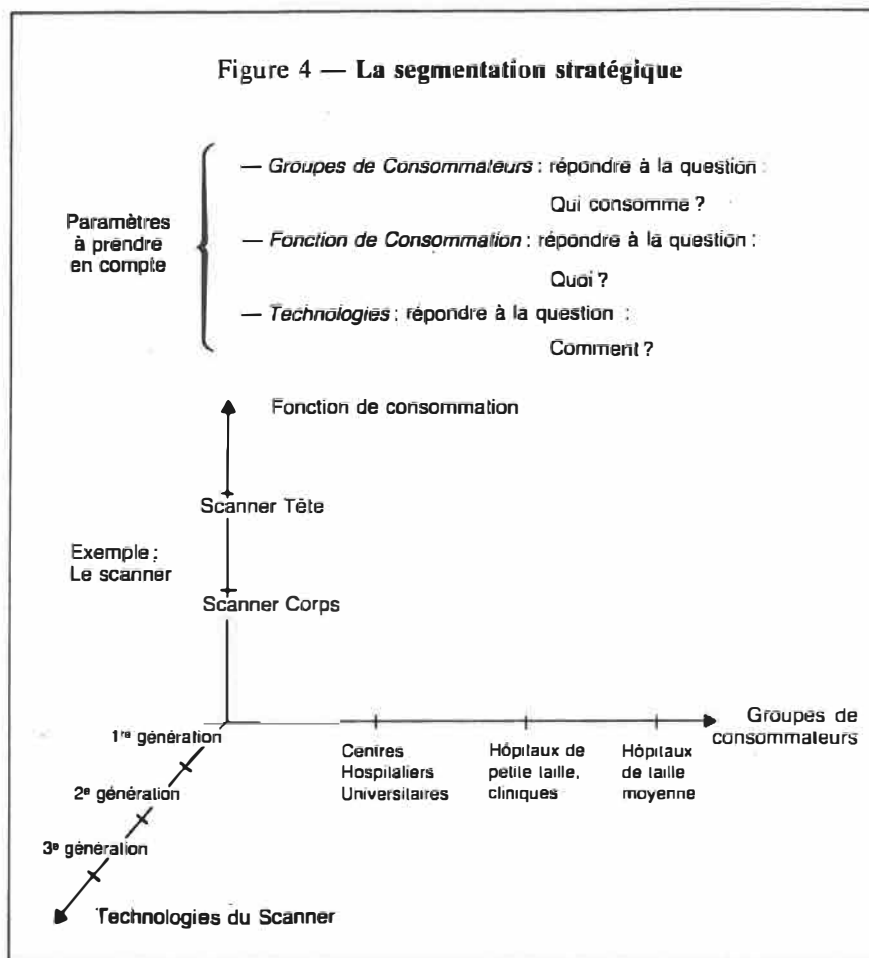 Figure 4 — La segmentation stratégique
Paramètres
à prendre
en compte
— Groupes de Consommateurs : répondre à la question :
Qui consomme ?
— Fonction de Consommation : répondre à la question :
Quoi ?
— Technologies : répondre à la question :
Comment ?
Fonction de consommation
Scanner Tête
Exemple :
Le scanner
Scanner Corps
Groupes de
consommateurs
1re génération
Centres
Hospitaliers
Universitaires
Hôpitaux de
petite taille,
cliniques
Hôpitaux
de taille
moyenne
2e génération
3e génération
Technologies du Scanner